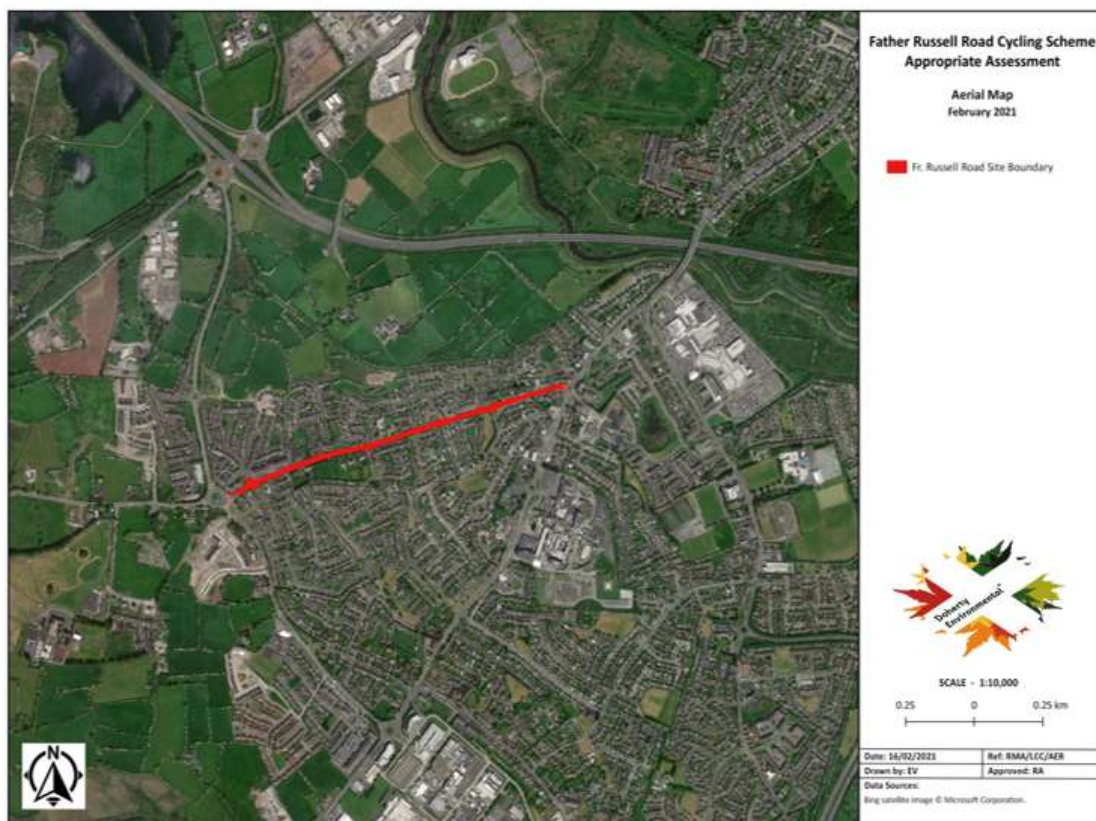 Father Russell Road Cycling Scheme
Appropriate Assessment
Aerial Map
February 2021
Fr. Russell Road Site Boundary
Doherty
Environmental
SCALE - 1:10,000
0.25 0 0.25 km
Date: 16/02/2021 Ref: RMA/LCC/AER
Drawn by: EV Approved: RA
Data Sources:
Bing satellite image © Microsoft Corporation.
N